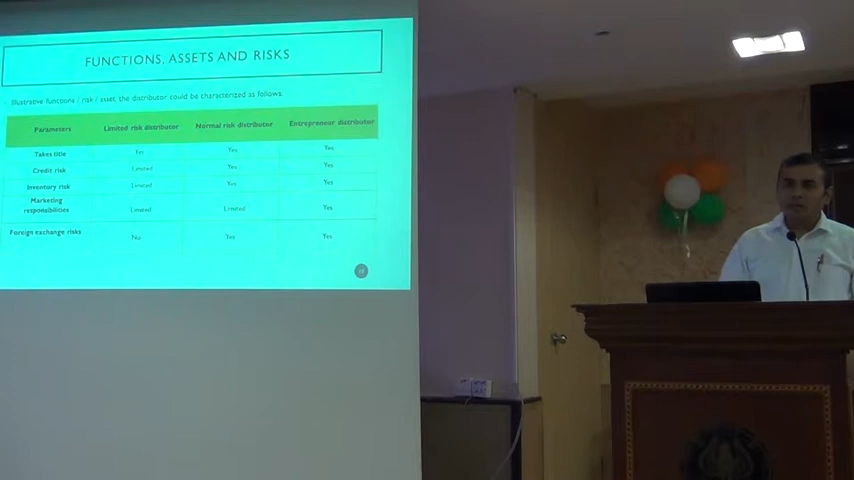 FUNCTIONS, ASSETS AND RISKS
Illustrative functions / risk / asset, the distributor could be characterized as follows.
Parameters Limited risk distributor Normal risk distributor Entrepreneur distributor
Takes title Yes Yes Yes
Credit risk Limited Yes Yes
Inventory risk Limited Yes Yes
Marketing
responsibilities Limited Limited Yes
Foreign exchange risks No Yes Yes